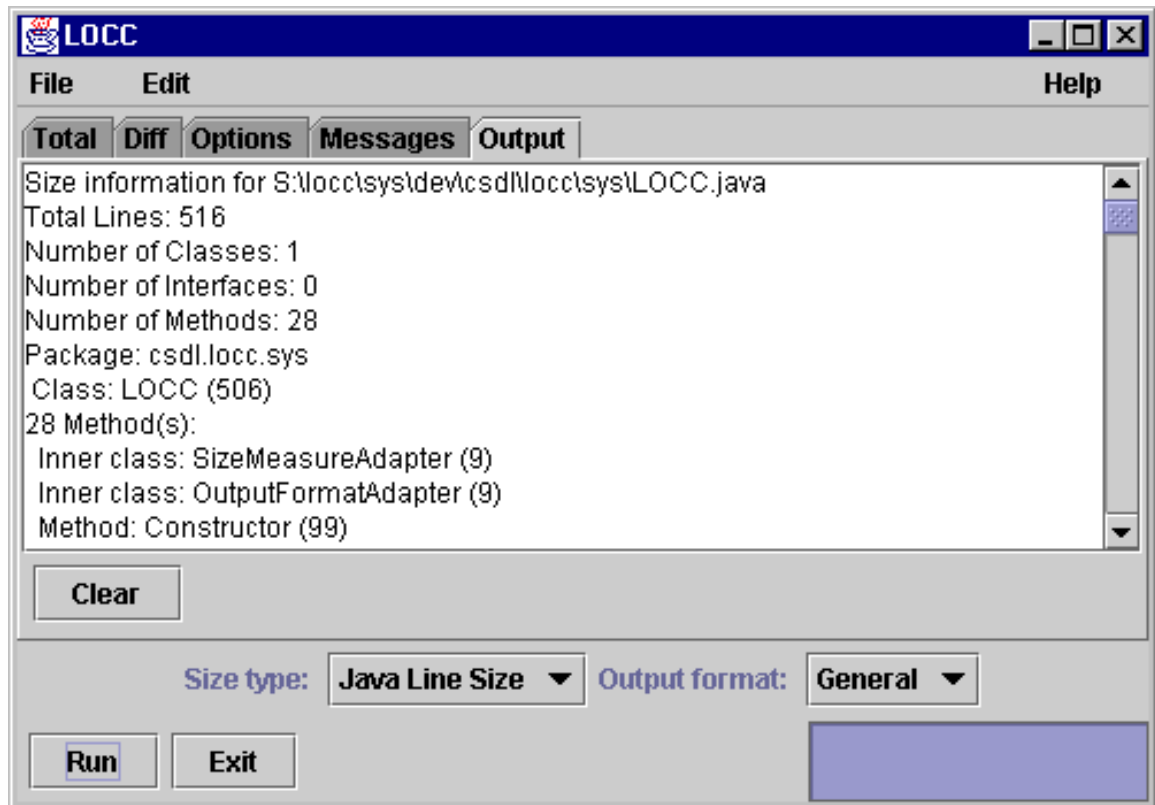 LOCC
File Edit Help
Total Diff Options Messages Output
Size information for S:\locc\sys\dev\csdl\locc\sys\LOCC.java
Total Lines: 516
Number of Classes: 1
Number of Interfaces: 0
Number of Methods: 28
Package: csdl.locc.sys
Class: LOCC (506)
28 Method(s):
Inner class: SizeMeasureAdapter (9)
Inner class: OutputFormatAdapter (9)
Method: Constructor (99)
Clear
Size type: Java Line Size Output format: General
Run Exit